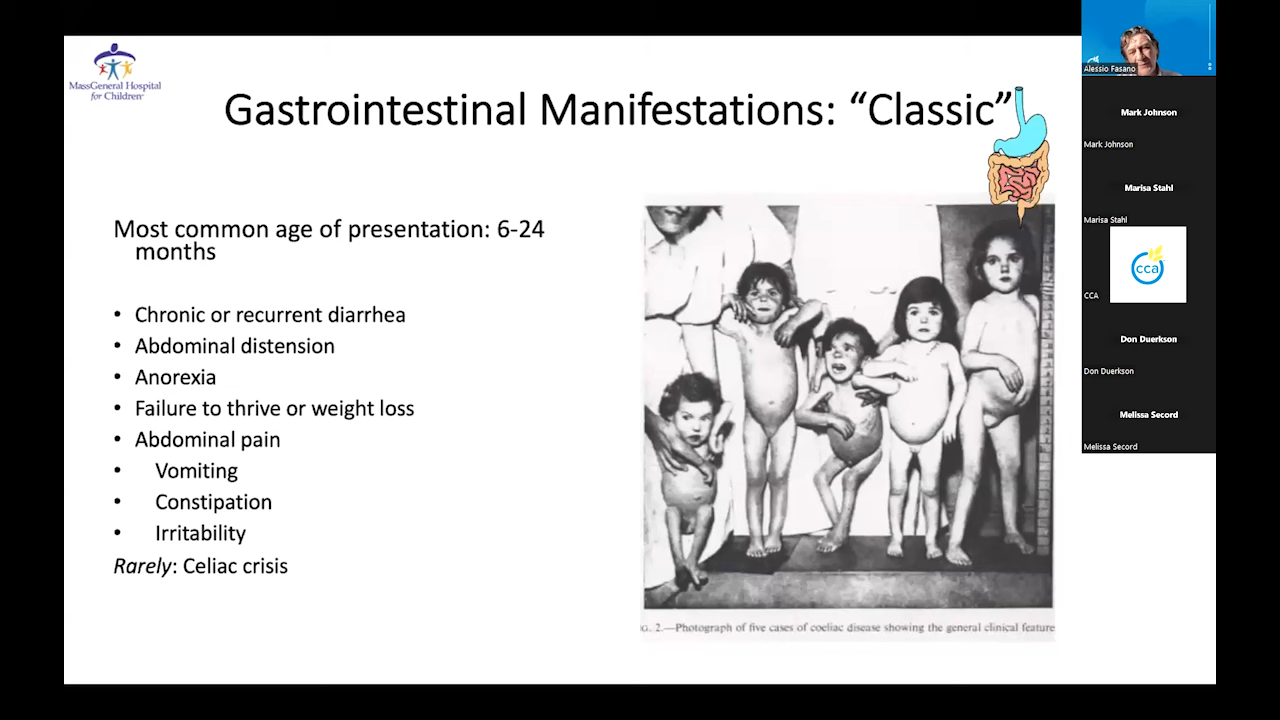 MassGeneral Hospital
for Children
Gastrointestinal Manifestations: “Classic”
Most common age of presentation: 6-24
months
• Chronic or recurrent diarrhea
• Abdominal distension
• Anorexia
• Failure to thrive or weight loss
• Abdominal pain
• Vomiting
• Constipation
• Irritability
Rarely: Celiac crisis
G. 2.—Photograph of five cases of coeliac disease showing the general clinical feature
Alessio Fasano
Mark Johnson
Mark Johnson
Marisa Stahl
Marisa Stahl
cca
CCA
Don Duerkson
Don Duerkson
Melissa Secord
Melissa Secord